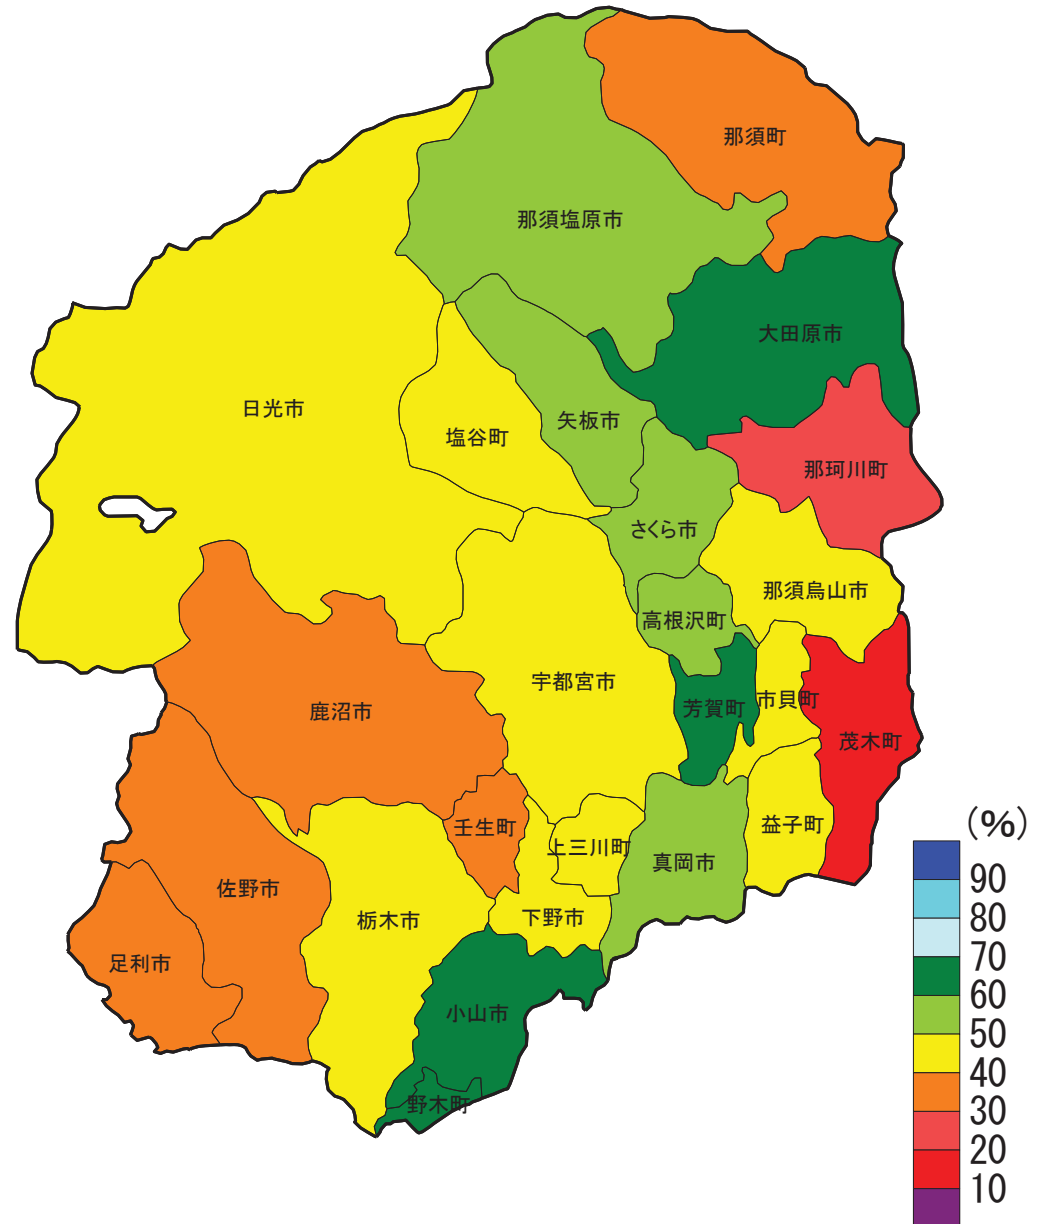 那須町
那須塩原市
大田原市
日光市
塩谷町
矢板市
那珂川町
さくら市
那須烏山市
高根沢町
宇都宮市
芳賀町
市貝町
鹿沼市
茂木町
壬生町
上三川町
益子町
真岡市
佐野市
栃木市
下野市
足利市
小山市
野木町
(%)
90
80
70
60
50
40
30
20
10